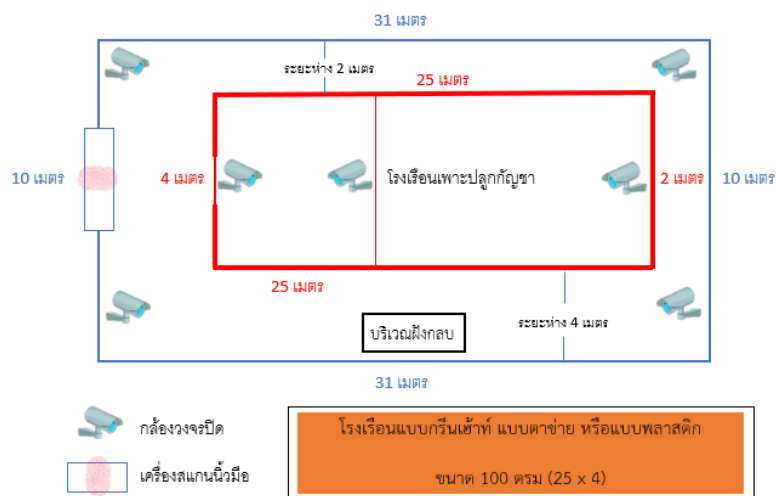 31 เมตร
ระยะห่าง 2 เมตร
25 เมตร
10 เมตร
4 เมตร
โรงเรือนเพาะปลูกกัญชา
2 เมตร
10 เมตร
25 เมตร
บริเวณฝังกลบ
ระยะห่าง 4 เมตร
31 เมตร
กล้องวงจรปิด
เครื่องสแกนนิ้วมือ
โรงเรือนแบบกรีนเฮ้าท์ แบบตาข่าย หรือแบบพลาสติก
ขนาด 100 ตรม (25 x 4)